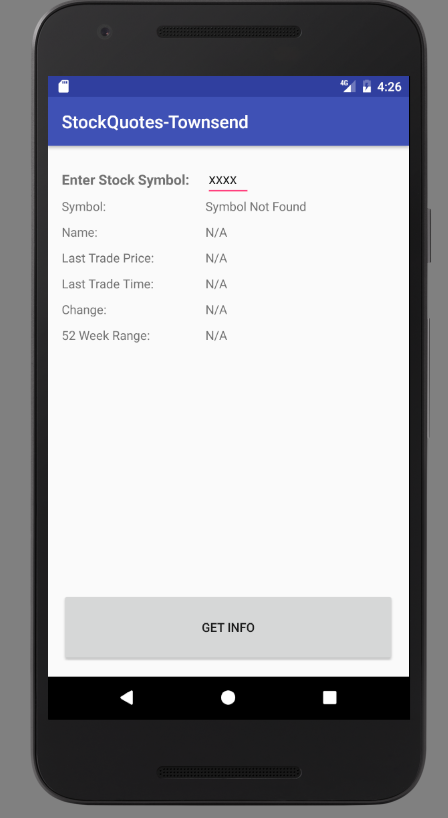 4G 4:26
StockQuotes-Townsend
Enter Stock Symbol: xxxx
Symbol: Symbol Not Found
Name: N/A
Last Trade Price: N/A
Last Trade Time: N/A
Change: N/A
52 Week Range: N/A
GET INFO